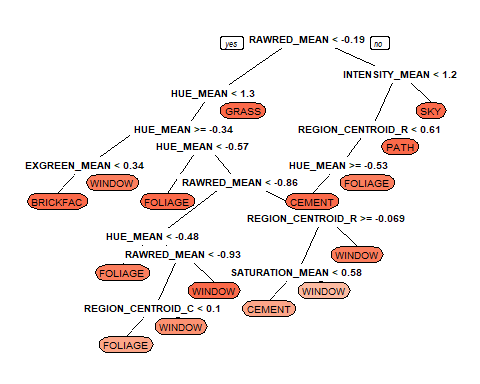 yes RAWRED_MEAN < -0.19 no
INTENSITY_MEAN < 1.2
HUE_MEAN < 1.3
GRASS
SKY
HUE_MEAN >= -0.34
REGION_CENTROID_R < 0.61
HUE_MEAN < -0.57
PATH
EXGREEN_MEAN < 0.34
HUE_MEAN >= -0.53
WINDOW
RAWRED_MEAN < -0.86
FOLIAGE
BRICKFAC
FOLIAGE
CEMENT
REGION_CENTROID_R >= -0.069
HUE_MEAN < -0.48
RAWRED_MEAN < -0.93
WINDOW
FOLIAGE
SATURATION_MEAN < 0.58
WINDOW
WINDOW
REGION_CENTROID_C < 0.1
CEMENT
WINDOW
FOLIAGE